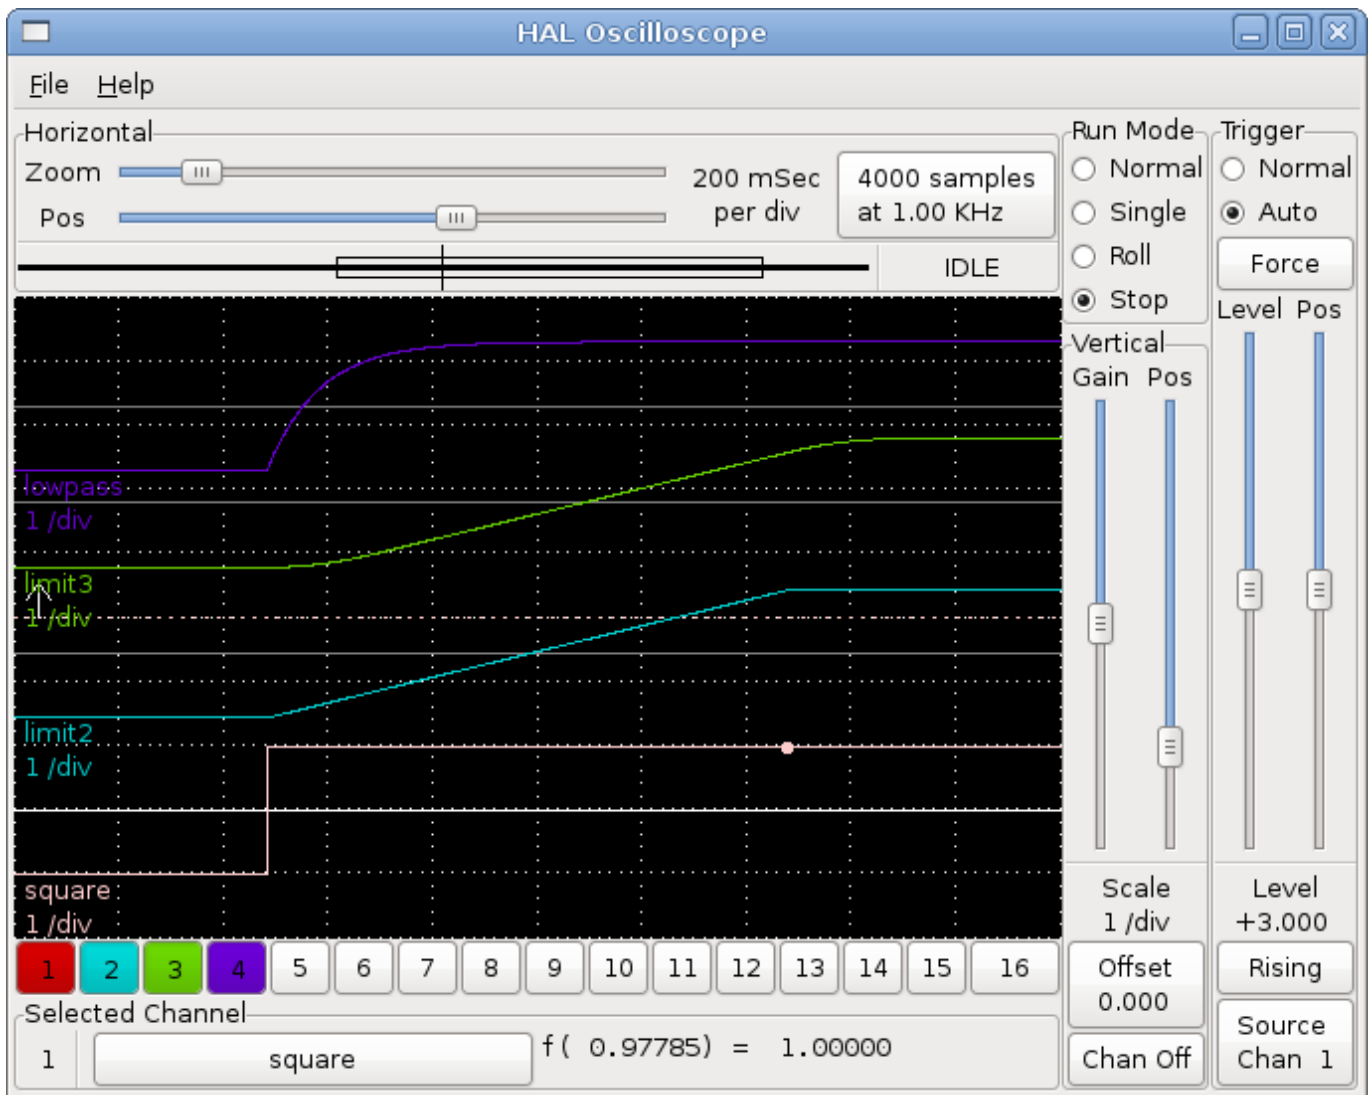 HAL Oscilloscope
File Help
Horizontal
Zoom
Pos
200 mSec
per div
4000 samples
at 1.00 KHz
IDLE
Run Mode
Normal
Single
Roll
Stop
Trigger
Normal
Auto
Force
Level Pos
Vertical
Gain Pos
lowpass
1 /div
limit3
1 /div
limit2
1 /div
square
1 /div
Scale
1 /div
Level
+3.000
1 2 3 4 5 6 7 8 9 10 11 12 13 14 15 16
Offset
0.000
Rising
Selected Channel
1 square f( 0.97785) = 1.00000
Chan Off
Source
Chan 1